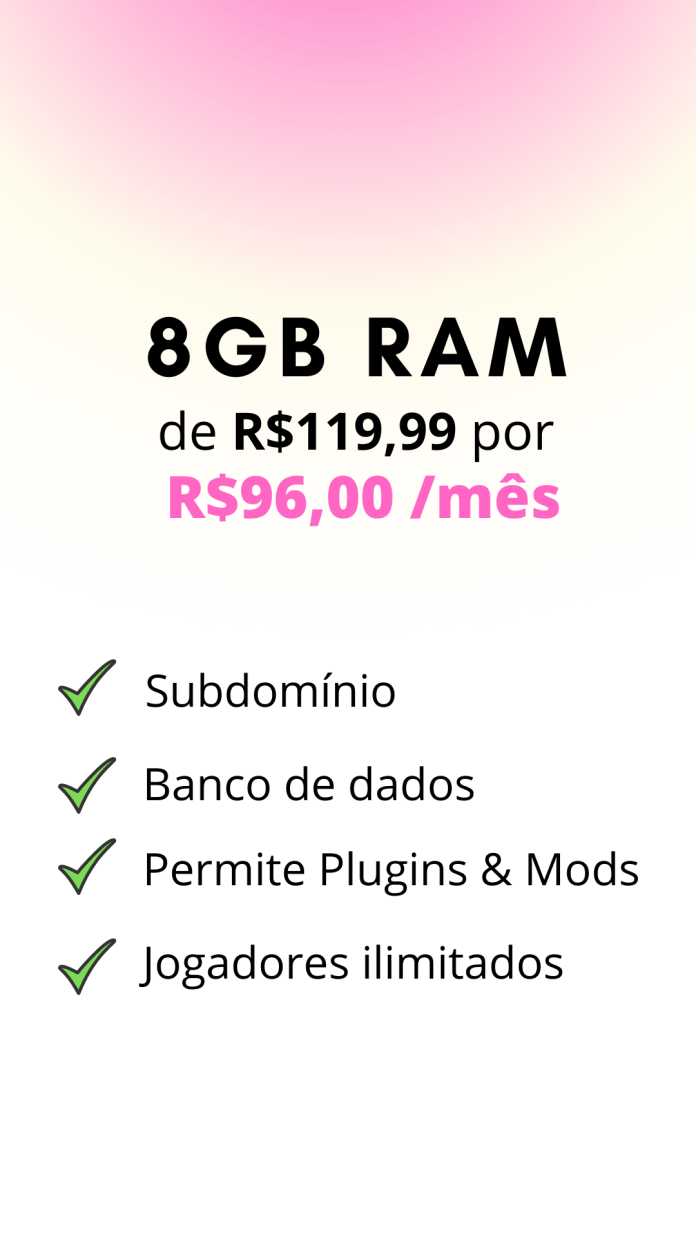 8GB RAM
de R$119,99 por
R$96,00 /mês
Subdomínio
Banco de dados
Permite Plugins & Mods
Jogadores ilimitados